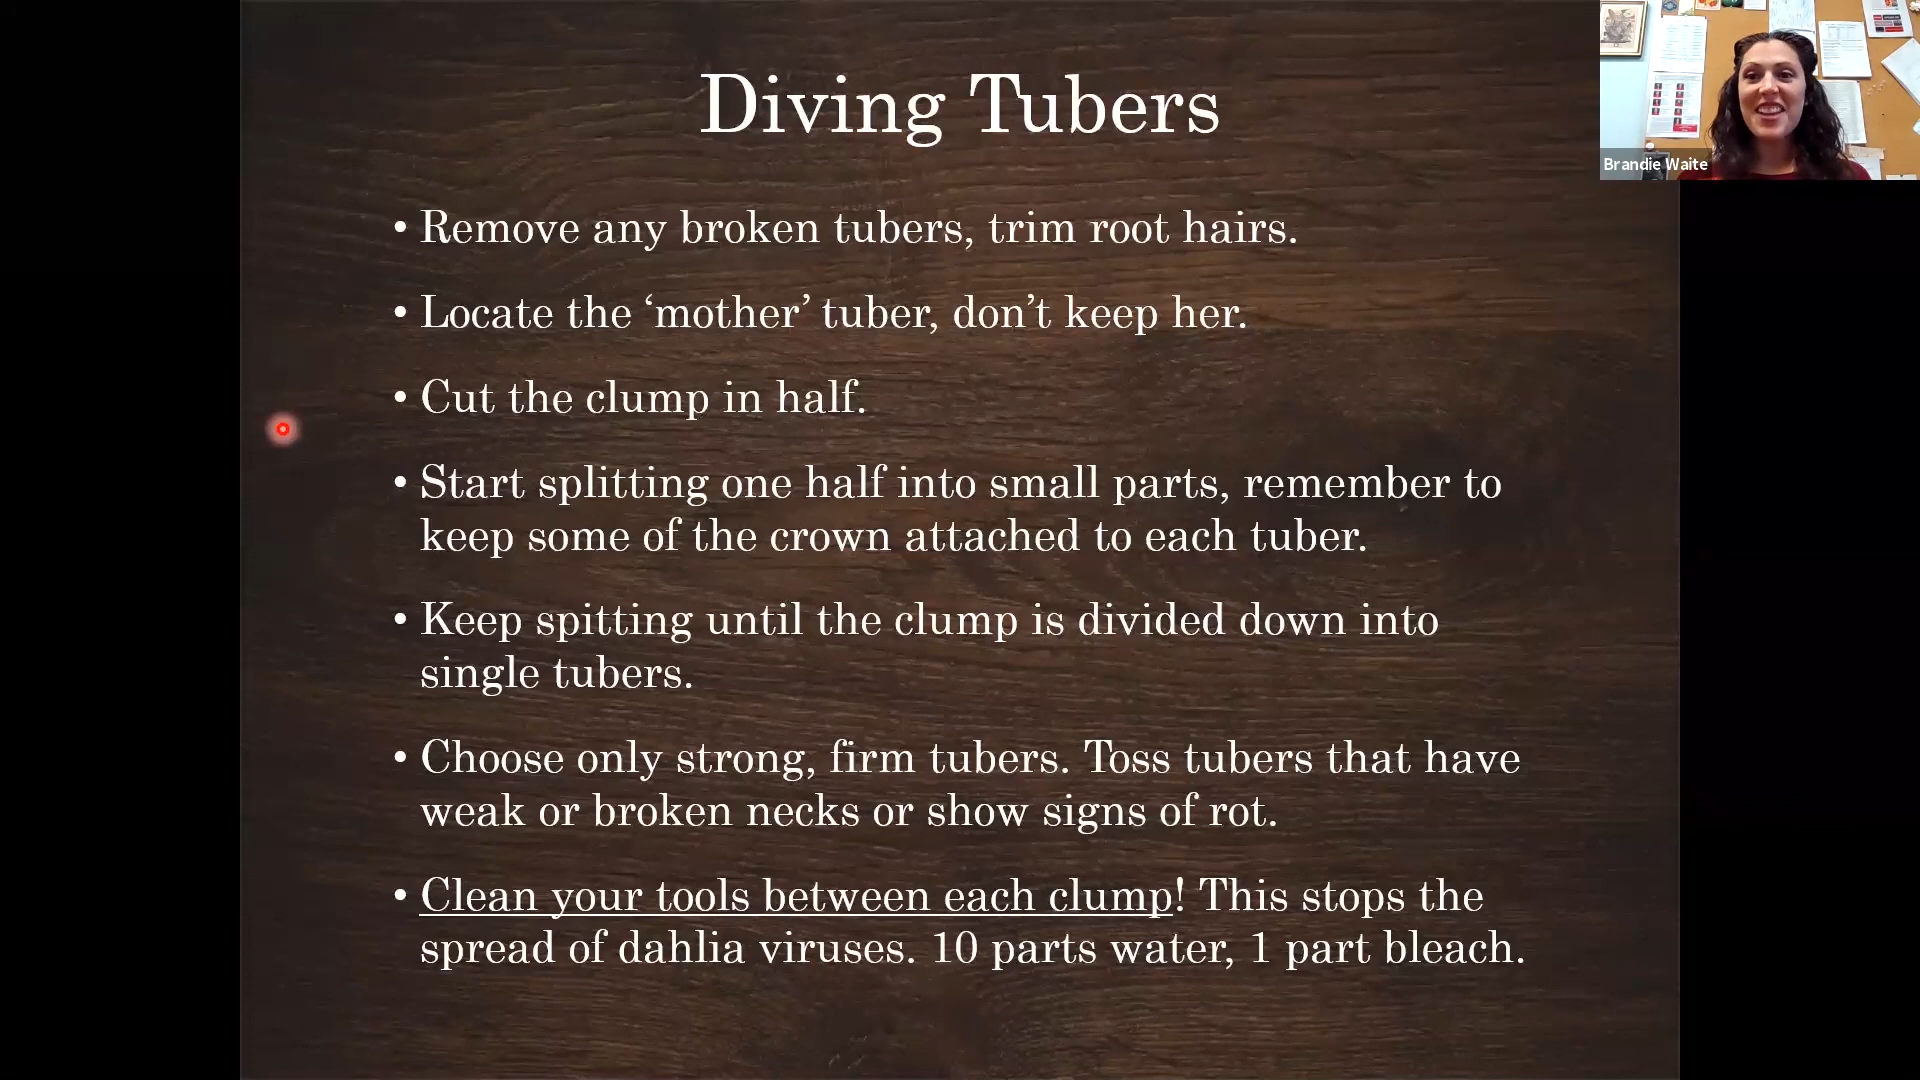 Diving Tubers
• Remove any broken tubers, trim root hairs.
• Locate the ‘mother’ tuber, don’t keep her.
• Cut the clump in half.
• Start splitting one half into small parts, remember to
keep some of the crown attached to each tuber.
• Keep spitting until the clump is divided down into
single tubers.
• Choose only strong, firm tubers. Toss tubers that have
weak or broken necks or show signs of rot.
• Clean your tools between each clump! This stops the
spread of dahlia viruses. 10 parts water, 1 part bleach.
Brandie Waite